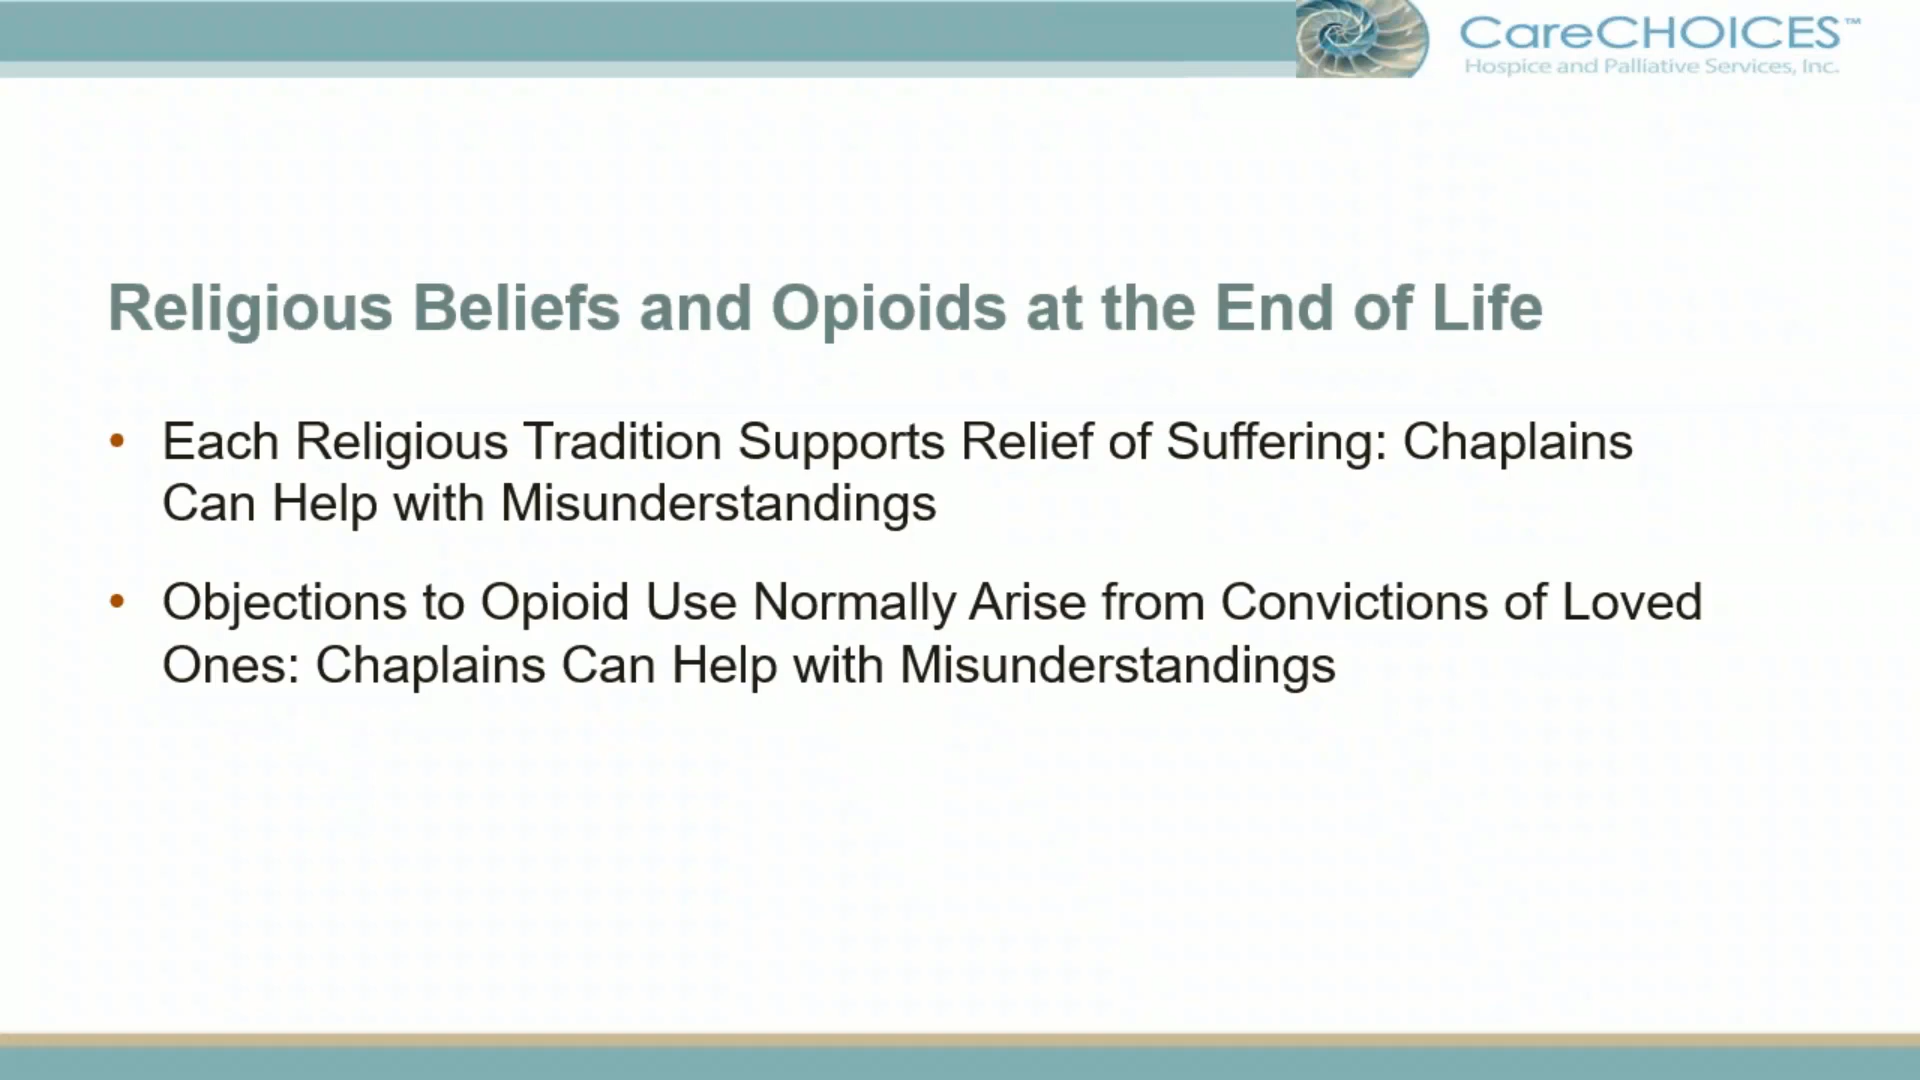 CareCHOICES™
Hospice and Palliative Services, Inc.
Religious Beliefs and Opioids at the End of Life
• Each Religious Tradition Supports Relief of Suffering: Chaplains
Can Help with Misunderstandings
• Objections to Opioid Use Normally Arise from Convictions of Loved
Ones: Chaplains Can Help with Misunderstandings